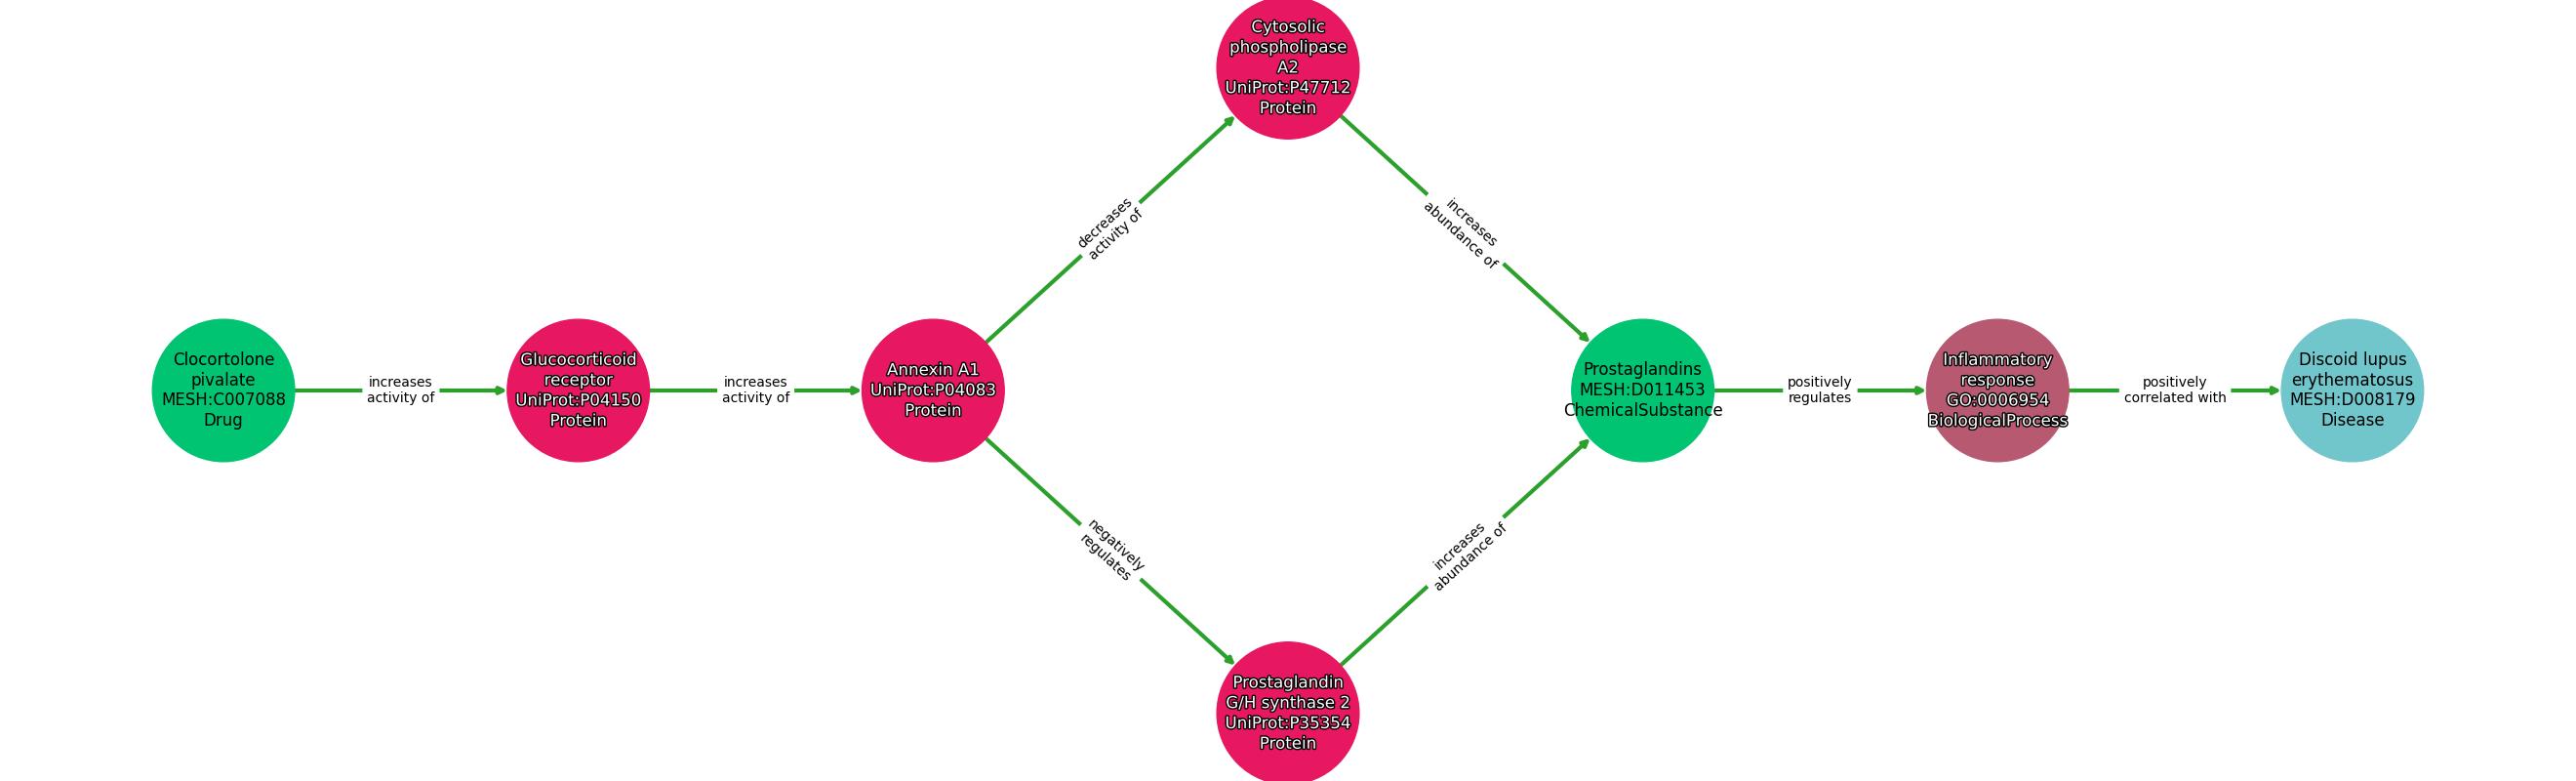 Cytosolic
phospholipase
A2
UniProt:P47712
Protein
decreases
activity of
increases
abundance of
Clocortolone
pivalate
MESH:C007088
Drug
increases
activity of
Glucocorticoid
receptor
UniProt:P04150
Protein
increases
activity of
Annexin A1
UniProt:P04083
Protein
Prostaglandins
MESH:D011453
ChemicalSubstance
positively
regulates
Inflammatory
response
GO:0006954
BiologicalProcess
positively
correlated with
Discoid lupus
erythematosus
MESH:D008179
Disease
negatively
regulates
increases
abundance of
Prostaglandin
G/H synthase 2
UniProt:P35354
Protein